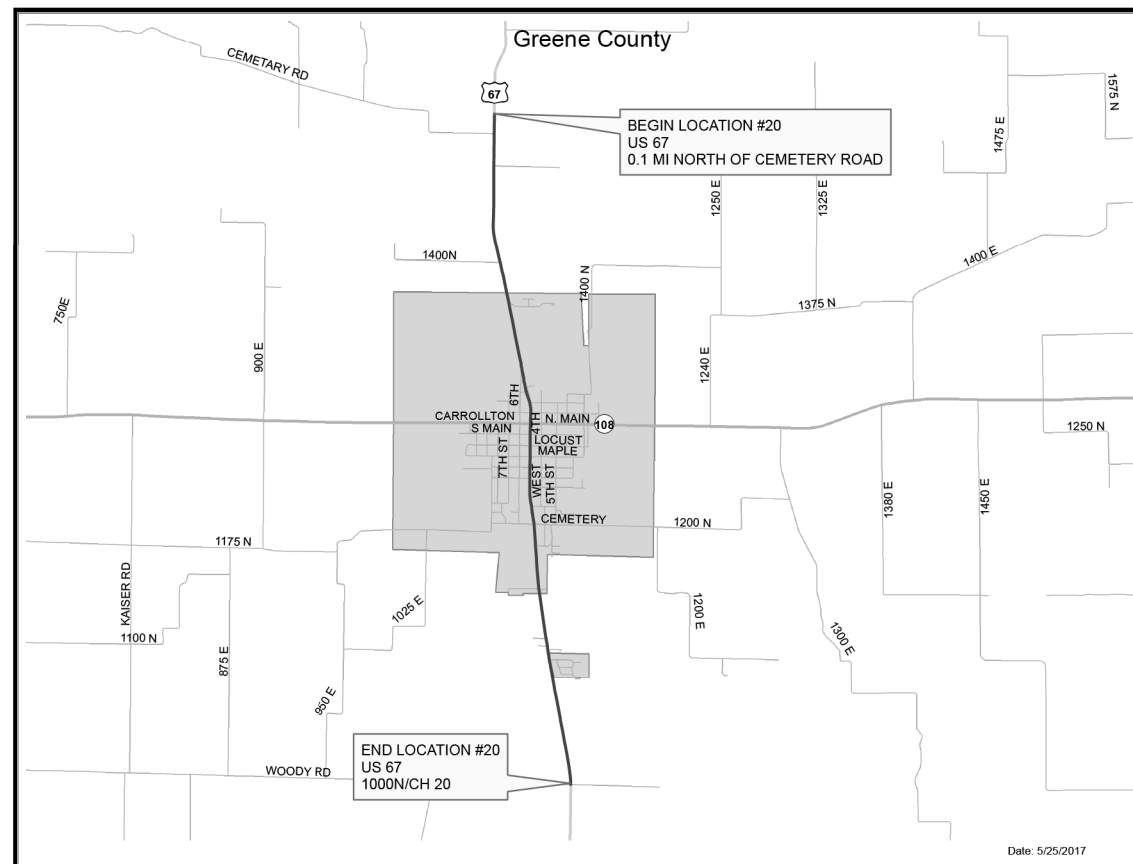 Greene County
CEMETARY RD
67
BEGIN LOCATION #20
US 67
0.1 MI NORTH OF CEMETERY ROAD
1575 N
1475 E
1250 E
1325 E
1400N
1400 N
1400 E
1375 N
750E
900 E
1240 E
6TH
CARROLLTON
N. MAIN
S MAIN
4TH
108
LOCUST
MAPLE
7TH ST
WEST
5TH ST
1250 N
1380 E
1450 E
CEMETERY
1200 N
1175 N
KAISER RD
1025 E
1200 E
1300 E
1100 N
875 E
950 E
WOODY RD
END LOCATION #20
US 67
1000N/CH 20
Date: 5/25/2017